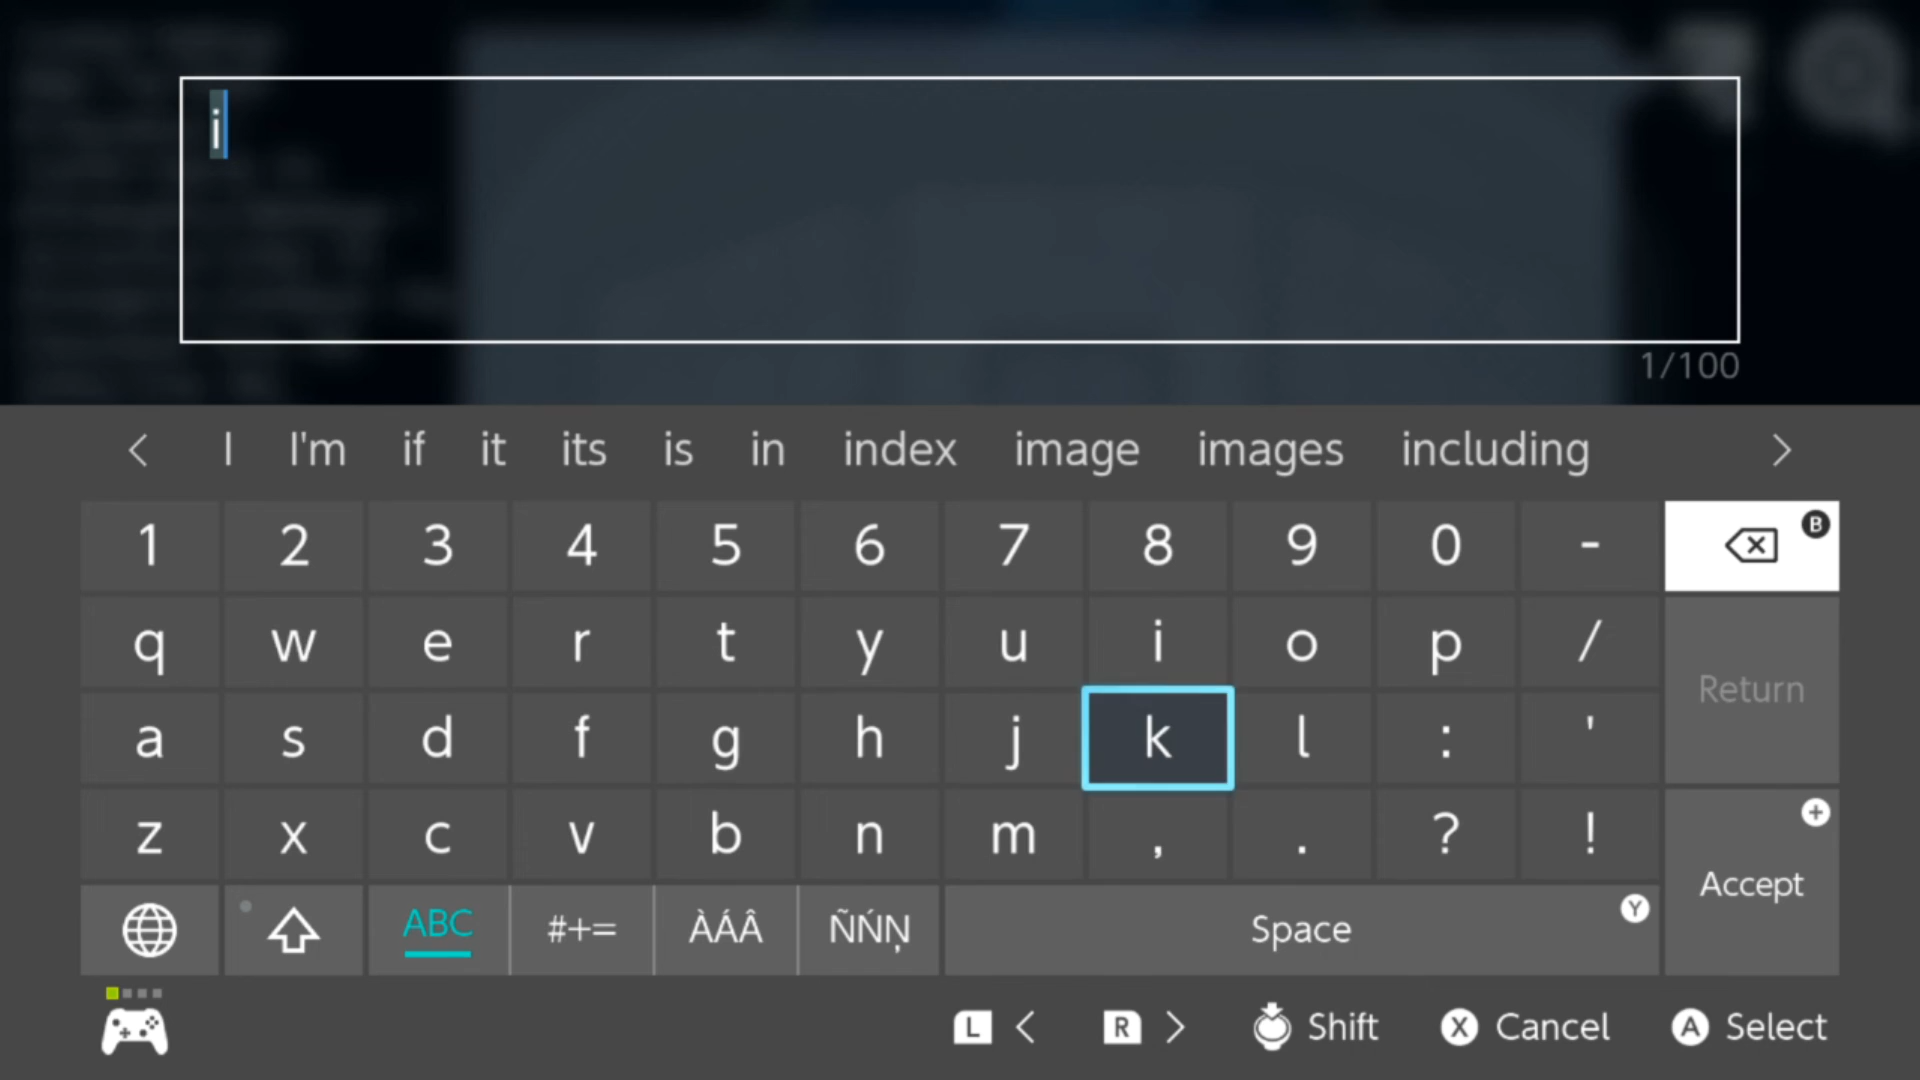 i
1/100
I I'm if it its is in index image images including
1 2 3 4 5 6 7 8 9 0 - B
q w e r t y u i o p /
Return
a s d f g h j k l : '
z x c v b n m , . ? ! +
Accept
ABC #+= ÀÁÂ ÑŃŅ Space Y
L R Shift X Cancel A Select